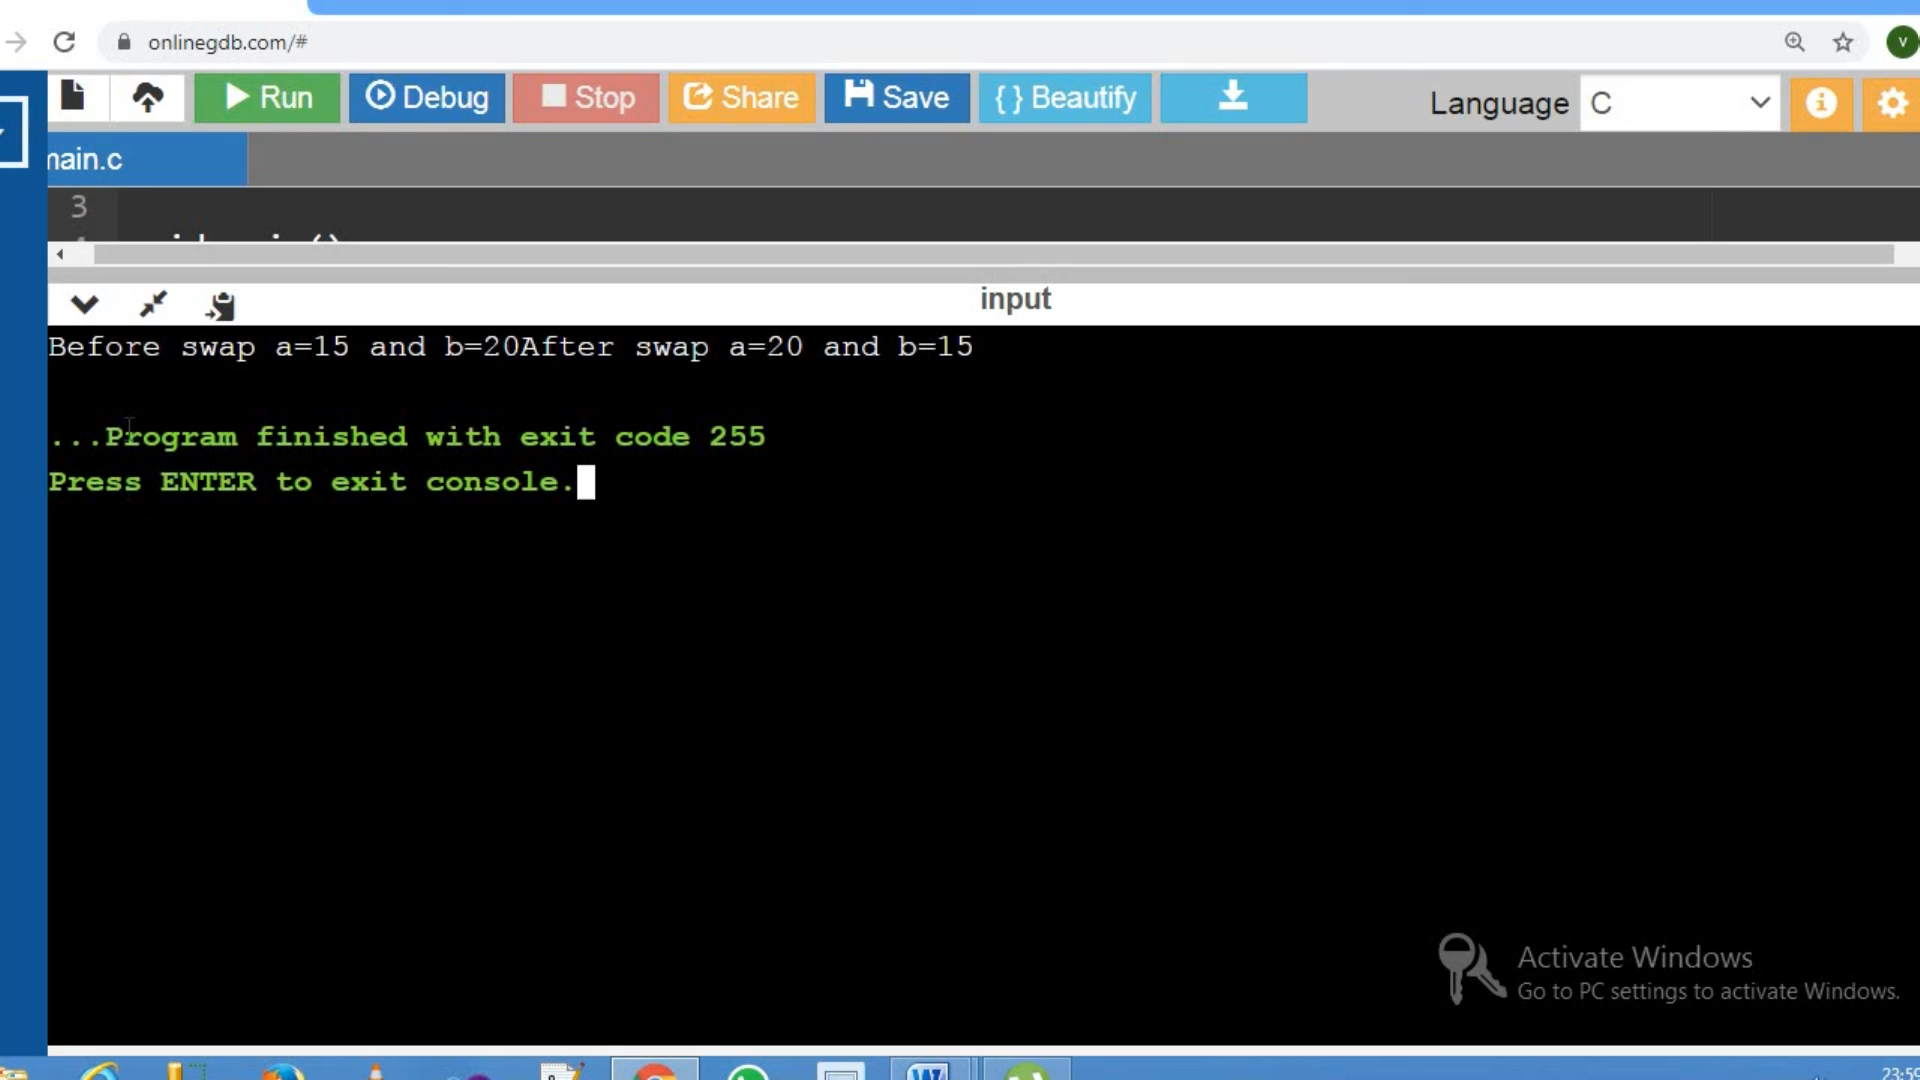 onlinegdb.com/#
V
Run Debug Stop Share Save { } Beautify Language C
main.c
3
input
Before swap a=15 and b=20After swap a=20 and b=15
...Program finished with exit code 255
Press ENTER to exit console.
Activate Windows
Go to PC settings to activate Windows.
23:59